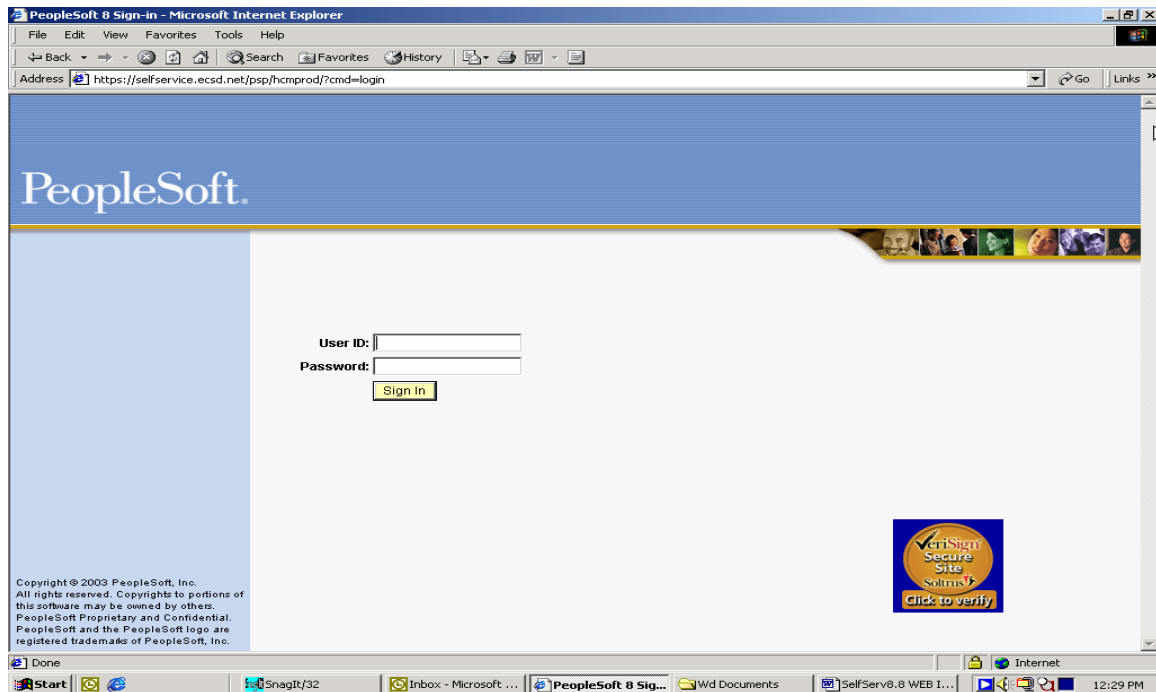 PeopleSoft 8 Sign-in - Microsoft Internet Explorer
File Edit View Favorites Tools Help
Back Search Favorites History
Address https://selfservice.ecsd.net/psp/hcmprod/?cmd=login Go Links »
PeopleSoft.
User ID:
Password:
Sign In
VeriSign
Secure
Site
Soltrus
Click to verify
Copyright © 2003 PeopleSoft, Inc.
All rights reserved. Copyrights to portions of
this software may be owned by others.
PeopleSoft Proprietary and Confidential.
PeopleSoft and the PeopleSoft logo are
registered trademarks of PeopleSoft, Inc.
Done Internet
Start SnagIt/32 Inbox - Microsoft ... PeopleSoft 8 Sig... Wd Documents SelfServ8.8 WEB I... 12:29 PM